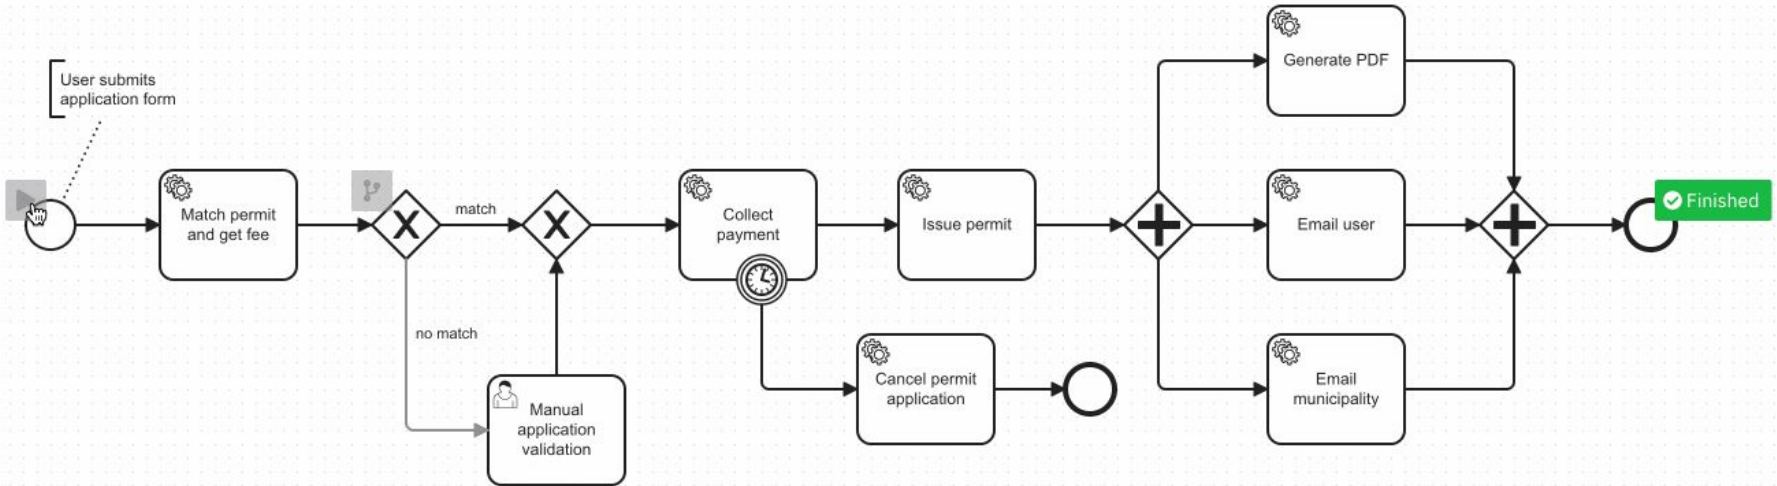 User submits
application form
Match permit
and get fee
match
no match
Manual
application
validation
Collect
payment
Cancel permit
application
Issue permit
Generate PDF
Email user
Email
municipality
Finished